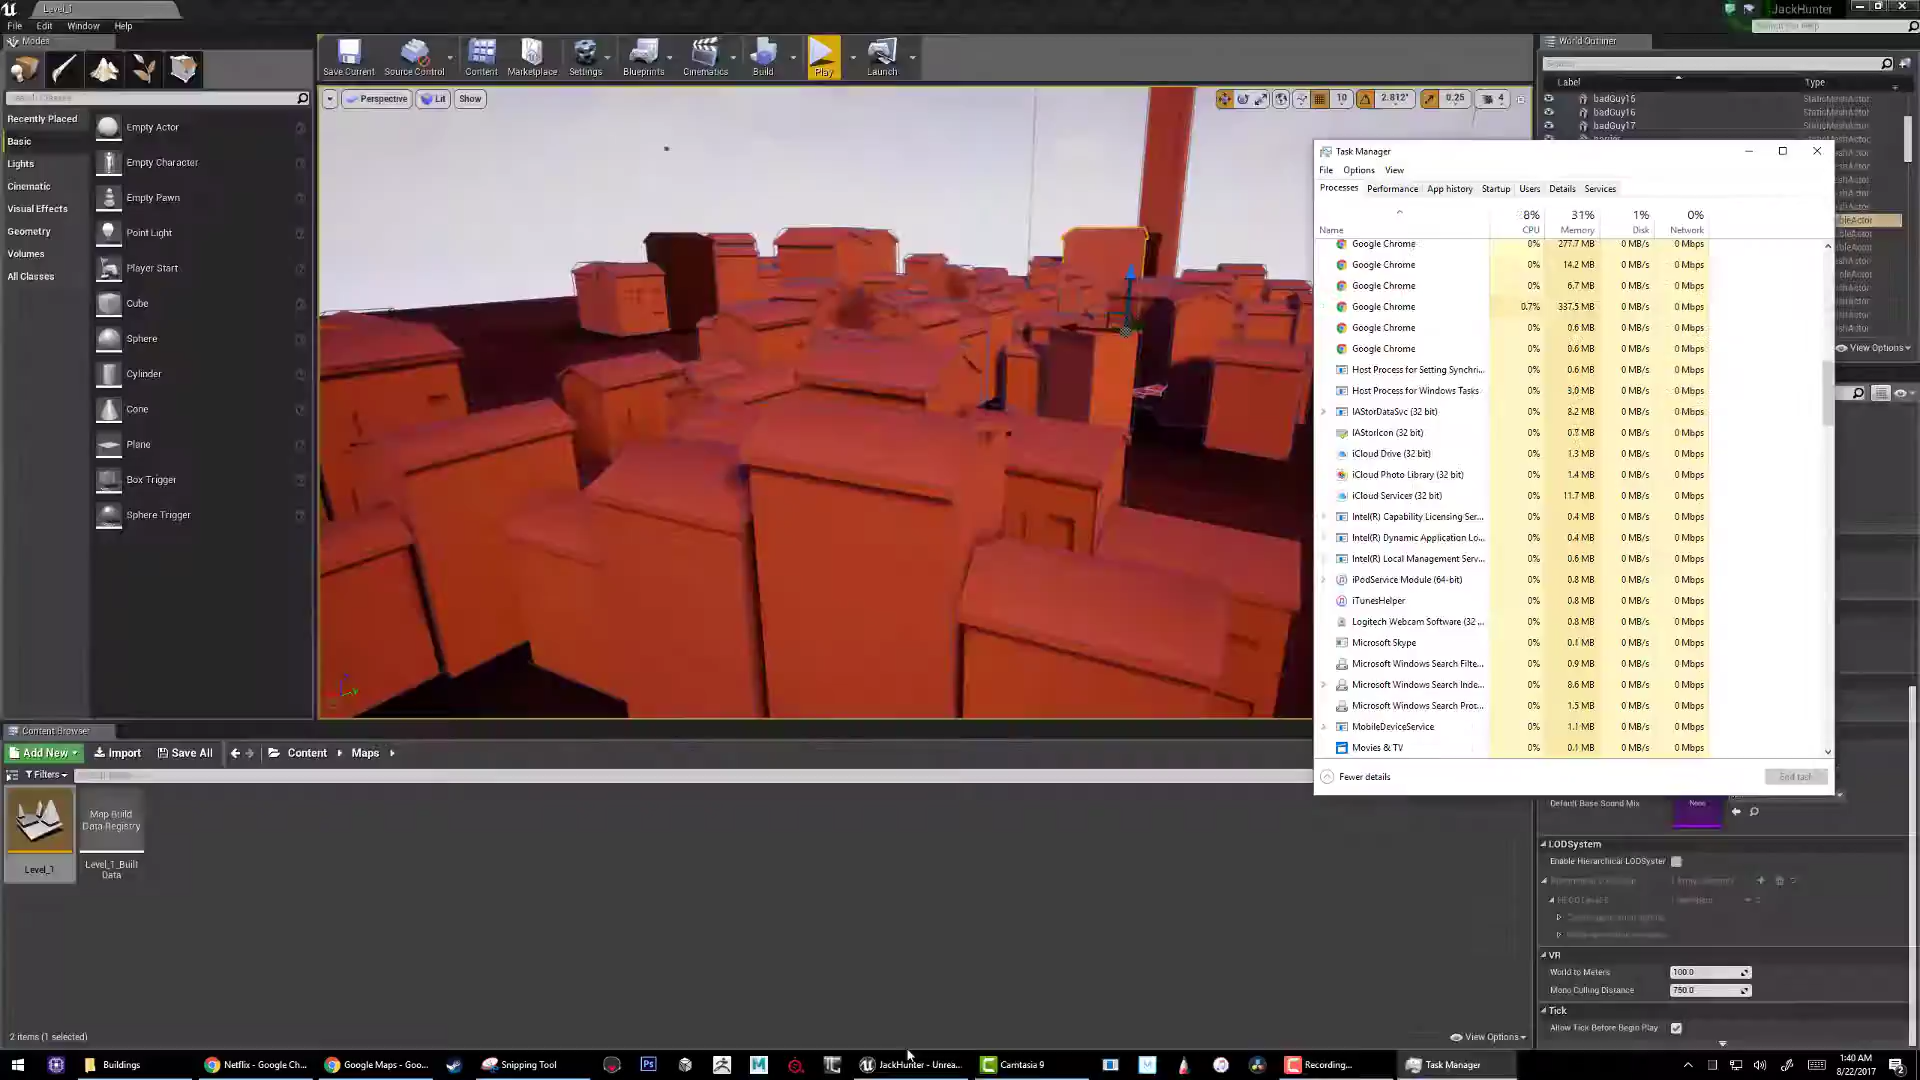 Level_1
JackHunter
File Edit Window Help
Modes
Save Current Source Control Content Marketplace Settings Blueprints Cinematics Build Play Launch
World Outliner
Label Type
Recently Placed
Basic
Lights
Cinematic
Visual Effects
Geometry
Volumes
All Classes
Empty Actor
Empty Character
Empty Pawn
Point Light
Player Start
Cube
Sphere
Cylinder
Cone
Plane
Box Trigger
Sphere Trigger
Perspective Lit Show
10 2.812° 0.25 4
badGuy15 StaticMeshActor
badGuy16 StaticMeshActor
badGuy17 StaticMeshActor
View Options
Task Manager
File Options View
Processes Performance App history Startup Users Details Services
8% 31% 1% 0%
Name CPU Memory Disk Network
Google Chrome 0% 277.7 MB 0 MB/s 0 Mbps
Google Chrome 0% 14.2 MB 0 MB/s 0 Mbps
Google Chrome 0% 6.7 MB 0 MB/s 0 Mbps
Google Chrome 0.7% 337.5 MB 0 MB/s 0 Mbps
Google Chrome 0% 0.6 MB 0 MB/s 0 Mbps
Google Chrome 0% 0.6 MB 0 MB/s 0 Mbps
Host Process for Setting Synchri... 0% 0.6 MB 0 MB/s 0 Mbps
Host Process for Windows Tasks 0% 3.0 MB 0 MB/s 0 Mbps
IAStorDataSvc (32 bit) 0% 8.2 MB 0 MB/s 0 Mbps
IAStorIcon (32 bit) 0% 0.7 MB 0 MB/s 0 Mbps
iCloud Drive (32 bit) 0% 1.3 MB 0 MB/s 0 Mbps
iCloud Photo Library (32 bit) 0% 1.4 MB 0 MB/s 0 Mbps
iCloud Services (32 bit) 0% 11.7 MB 0 MB/s 0 Mbps
Intel(R) Capability Licensing Ser... 0% 0.4 MB 0 MB/s 0 Mbps
Intel(R) Dynamic Application Lo... 0% 0.4 MB 0 MB/s 0 Mbps
Intel(R) Local Management Serv... 0% 0.6 MB 0 MB/s 0 Mbps
iPodService Module (64-bit) 0% 0.8 MB 0 MB/s 0 Mbps
iTunesHelper 0% 0.8 MB 0 MB/s 0 Mbps
Logitech Webcam Software (32 ... 0% 0.8 MB 0 MB/s 0 Mbps
Microsoft Skype 0% 0.1 MB 0 MB/s 0 Mbps
Microsoft Windows Search Filte... 0% 0.9 MB 0 MB/s 0 Mbps
Microsoft Windows Search Inde... 0% 8.6 MB 0 MB/s 0 Mbps
Microsoft Windows Search Prot... 0% 1.5 MB 0 MB/s 0 Mbps
MobileDeviceService 0% 1.1 MB 0 MB/s 0 Mbps
Movies & TV 0% 0.1 MB 0 MB/s 0 Mbps
Fewer details End task
Content Browser
Add New Import Save All Content Maps
Filters
Level_1
Map Build
Data Registry
Level_1_Built
Data
2 items (1 selected)
View Options
Default Base Sound Mix None
LODSystem
Enable Hierarchical LODSyster
VR
World to Meters 100.0
Mono Culling Distance 750.0
Tick
Allow Tick Before Begin Play
Buildings Netflix - Google Ch... Google Maps - Goo... Snipping Tool JackHunter - Unrea... Camtasia 9 Recording... Task Manager
1:40 AM
8/22/2017